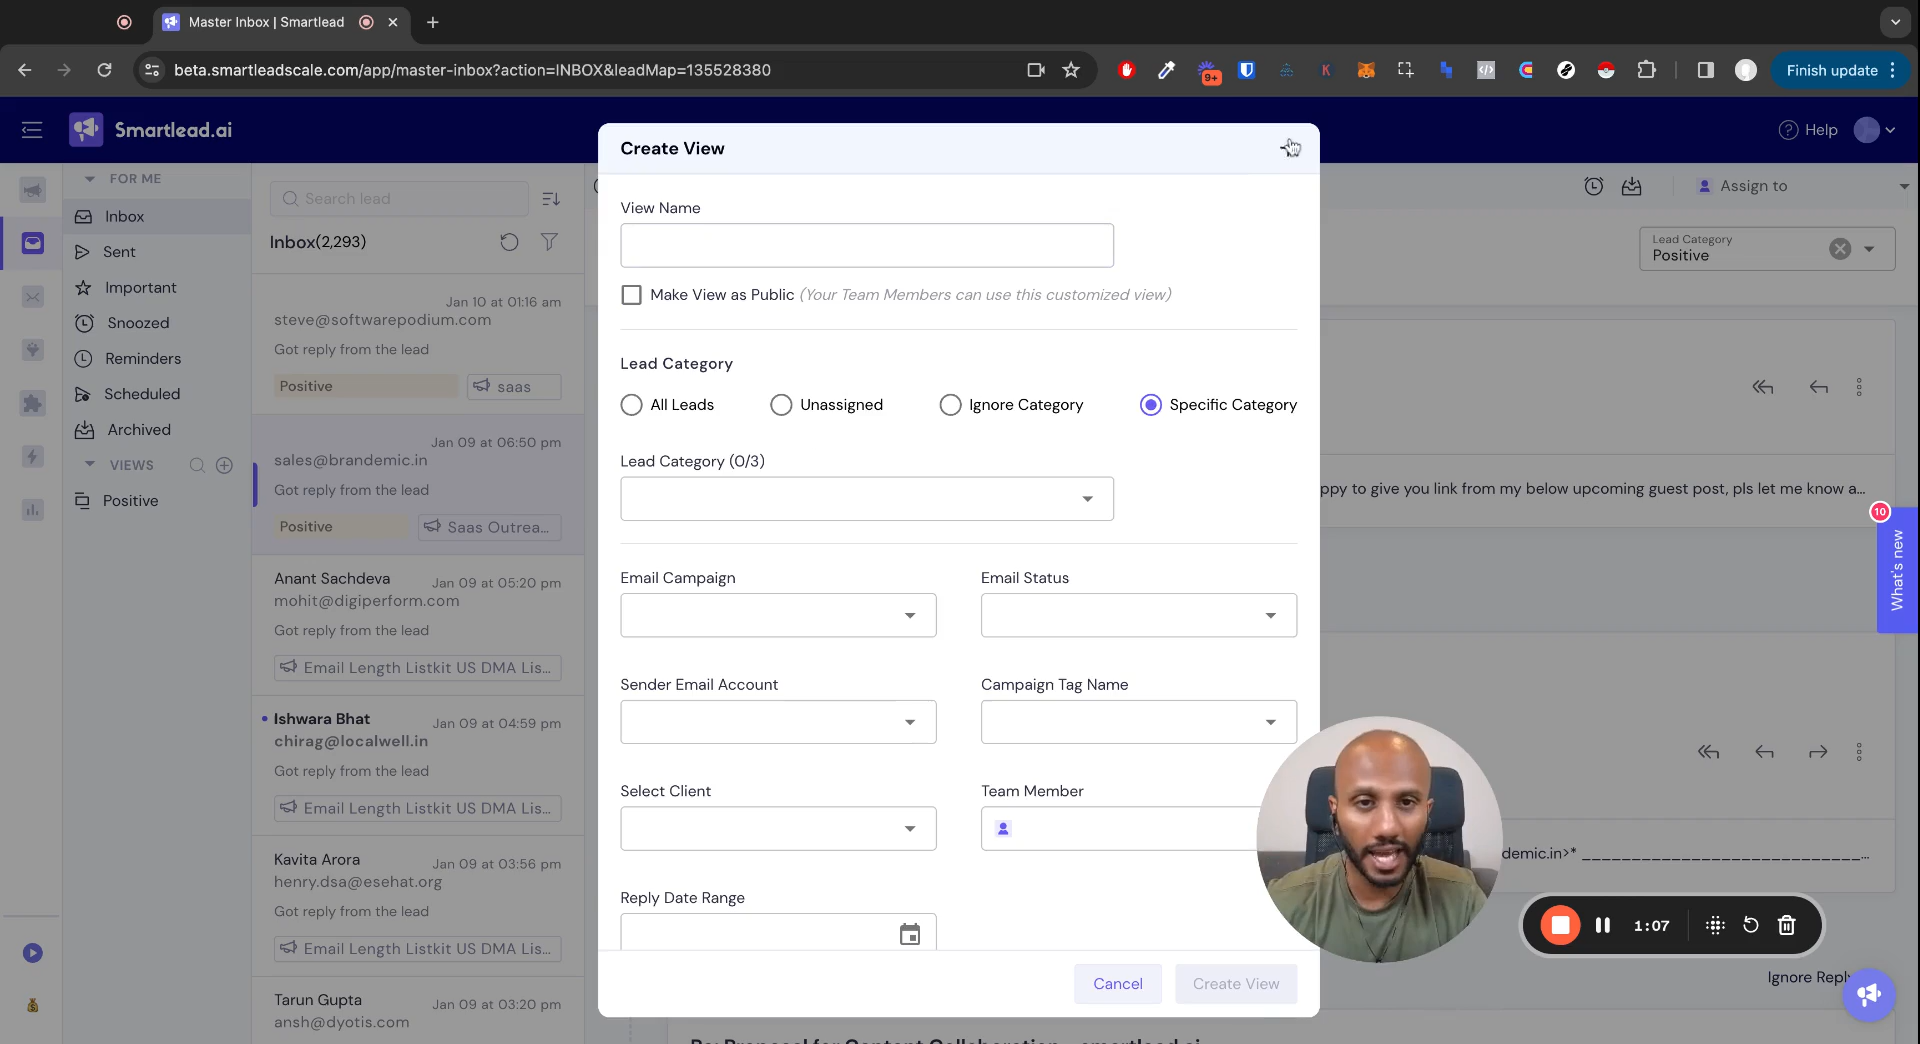 Master Inbox | Smartlead
beta.smartleadscale.com/app/master-inbox?action=INBOX&leadMap=135528380
9+
K
Finish update
Smartlead.ai
Help
FOR ME
Inbox
Sent
Important
Snoozed
Reminders
Scheduled
Archived
VIEWS
Positive
Search lead
Inbox(2,293)
Jan 10 at 01:16 am
steve@softwarepodium.com
Got reply from the lead
Positive
saas
Jan 09 at 06:50 pm
sales@brandemic.in
Got reply from the lead
Positive
Saas Outrea...
Anant Sachdeva
Jan 09 at 05:20 pm
mohit@digiperform.com
Got reply from the lead
Email Length Listkit US DMA Lis...
Ishwara Bhat
Jan 09 at 04:59 pm
chirag@localwell.in
Got reply from the lead
Email Length Listkit US DMA Lis...
Kavita Arora
Jan 09 at 03:56 pm
henry.dsa@esehat.org
Got reply from the lead
Email Length Listkit US DMA Lis...
Tarun Gupta
Jan 09 at 03:20 pm
ansh@dyotis.com
Create View
View Name
Make View as Public (Your Team Members can use this customized view)
Lead Category
All Leads
Unassigned
Ignore Category
Specific Category
Lead Category (0/3)
Email Campaign
Email Status
Sender Email Account
Campaign Tag Name
Select Client
Team Member
Reply Date Range
Cancel
Create View
Assign to
Lead Category
Positive
ppy to give you link from my below upcoming guest post, pls let me know a...
10
What's new
demic.in>* ____________________________...
1:07
Ignore Reply
Re: Proposal for Content Collaboration - smartlead.ai